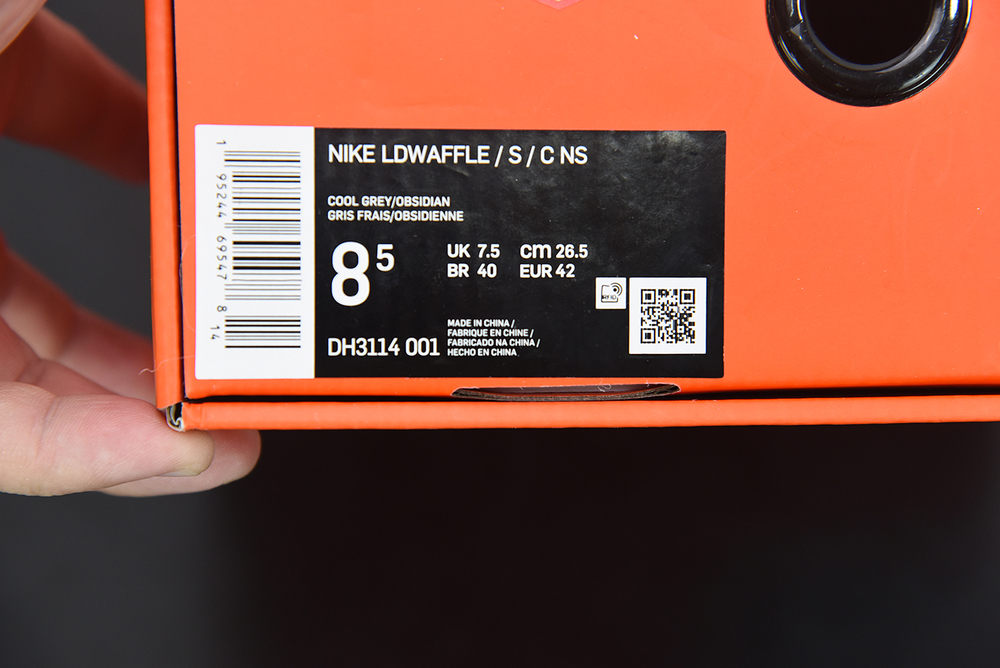 NIKE LDWAFFLE / S / C NS
COOL GREY/OBSIDIAN
GRIS FRAIS/OBSIDIENNE
8 5
UK 7.5 cm 26.5
BR 40 EUR 42
RFID
DH3114 001
MADE IN CHINA /
FABRIQUE EN CHINE /
FABRICADO NA CHINA /
HECHO EN CHINA
1 95244 69547 8 14